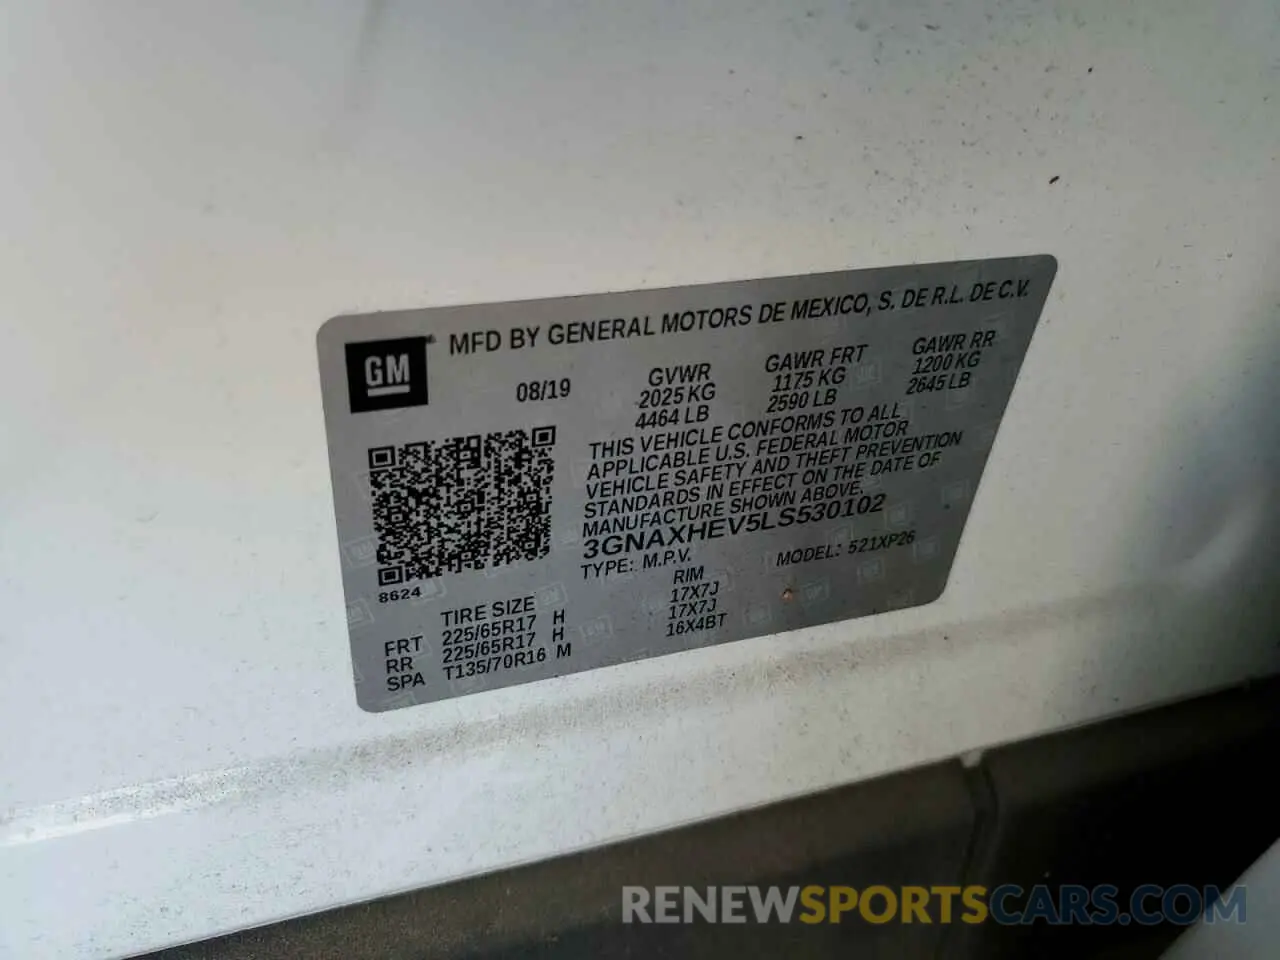 GM
MFD BY GENERAL MOTORS DE MEXICO, S. DE R.L. DE C.V.
08/19
GVWR
2025 KG
4464 LB
GAWR FRT
1175 KG
2590 LB
GAWR RR
1200 KG
2645 LB
THIS VEHICLE CONFORMS TO ALL
APPLICABLE U.S. FEDERAL MOTOR
VEHICLE SAFETY AND THEFT PREVENTION
STANDARDS IN EFFECT ON THE DATE OF
MANUFACTURE SHOWN ABOVE.
3GNAXHEV5LS530102
TYPE: M.P.V.
MODEL: 521XP26
8624
TIRE SIZE
RIM
FRT 225/65R17 H 17X7J
RR 225/65R17 H 17X7J
SPA T135/70R16 M 16X4BT
RENEWSPORTSCARS.COM